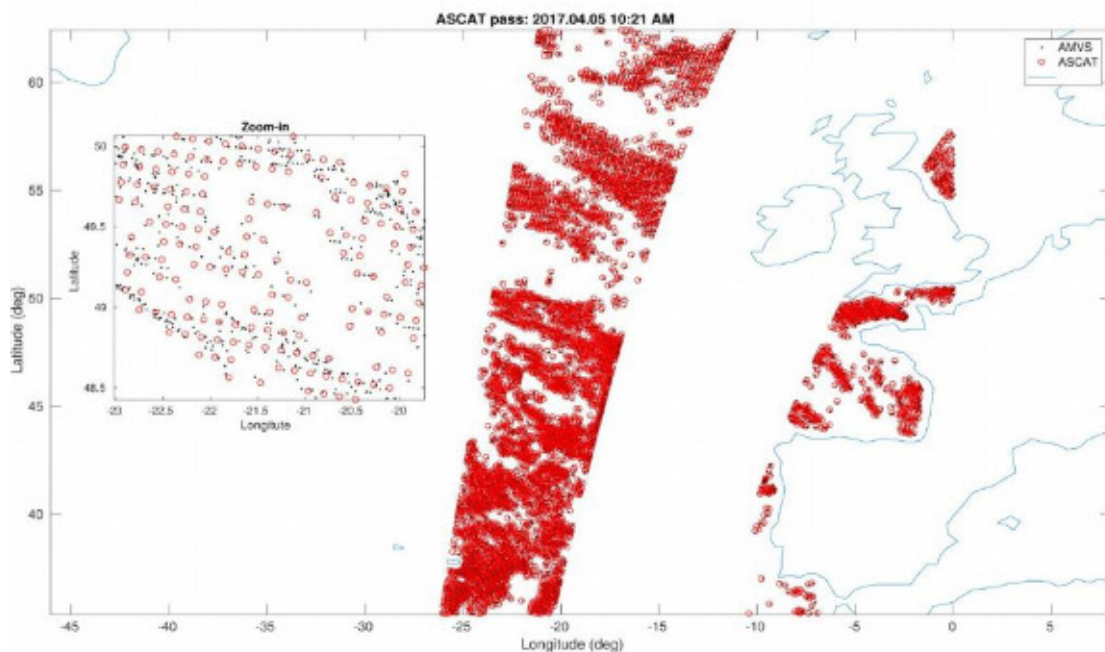 ASCAT pass: 2017.04.05 10:21 AM
AMVS
ASCAT
Zoom-in
Latitude
50
49.5
49
48.5
-23 -22.5 -22 -21.5 -21 -20.5 -20
Longitute
Latitude (deg)
60
55
50
45
40
-45 -40 -35 -30 -25 -20 -15 -10 -5 0 5
Longitude (deg)